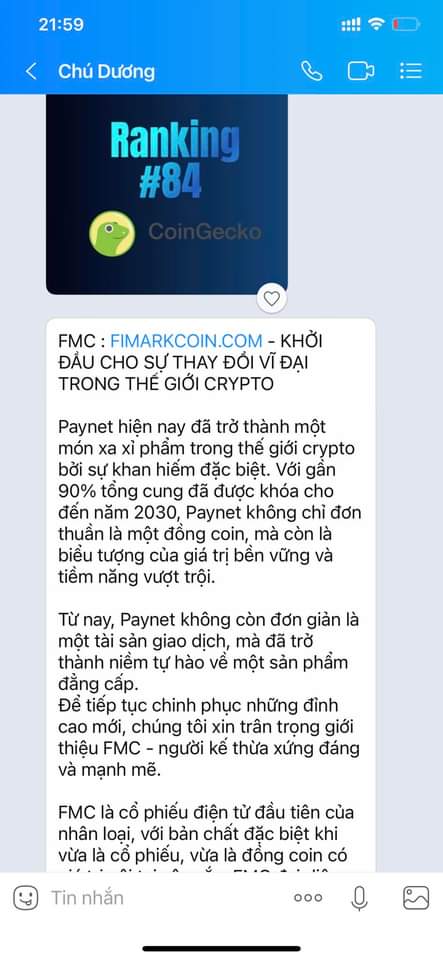 21:59
Chú Dương
Ranking
#84
CoinGecko
FMC : FIMARKCOIN.COM - KHỞI
ĐẦU CHO SỰ THAY ĐỔI VĨ ĐẠI
TRONG THẾ GIỚI CRYPTO
Paynet hiện nay đã trở thành một
món xa xỉ phẩm trong thế giới crypto
bởi sự khan hiếm đặc biệt. Với gần
90% tổng cung đã được khóa cho
đến năm 2030, Paynet không chỉ đơn
thuần là một đồng coin, mà còn là
biểu tượng của giá trị bền vững và
tiềm năng vượt trội.
Từ nay, Paynet không còn đơn giản là
một tài sản giao dịch, mà đã trở
thành niềm tự hào về một sản phẩm
đẳng cấp.
Để tiếp tục chinh phục những đỉnh
cao mới, chúng tôi xin trân trọng giới
thiệu FMC - người kế thừa xứng đáng
và mạnh mẽ.
FMC là cổ phiếu điện tử đầu tiên của
nhân loại, với bản chất đặc biệt khi
vừa là cổ phiếu, vừa là đồng coin có
Tin nhắn